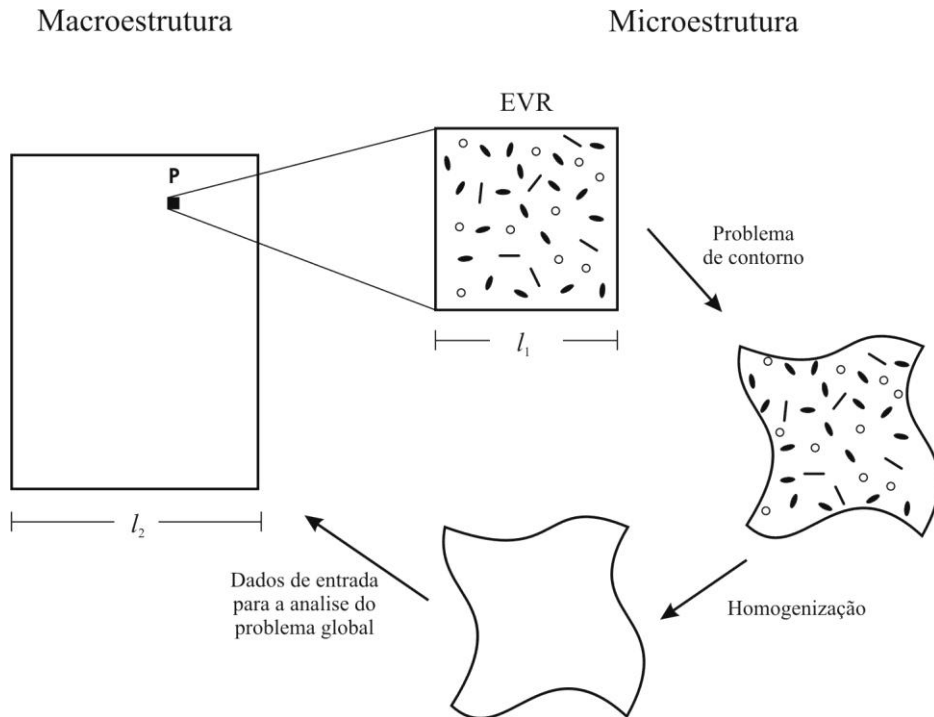 Macroestrutura
Microestrutura
EVR
P
l₁
Problema
de contorno
l₂
Dados de entrada
para a analise do
problema global
Homogenização